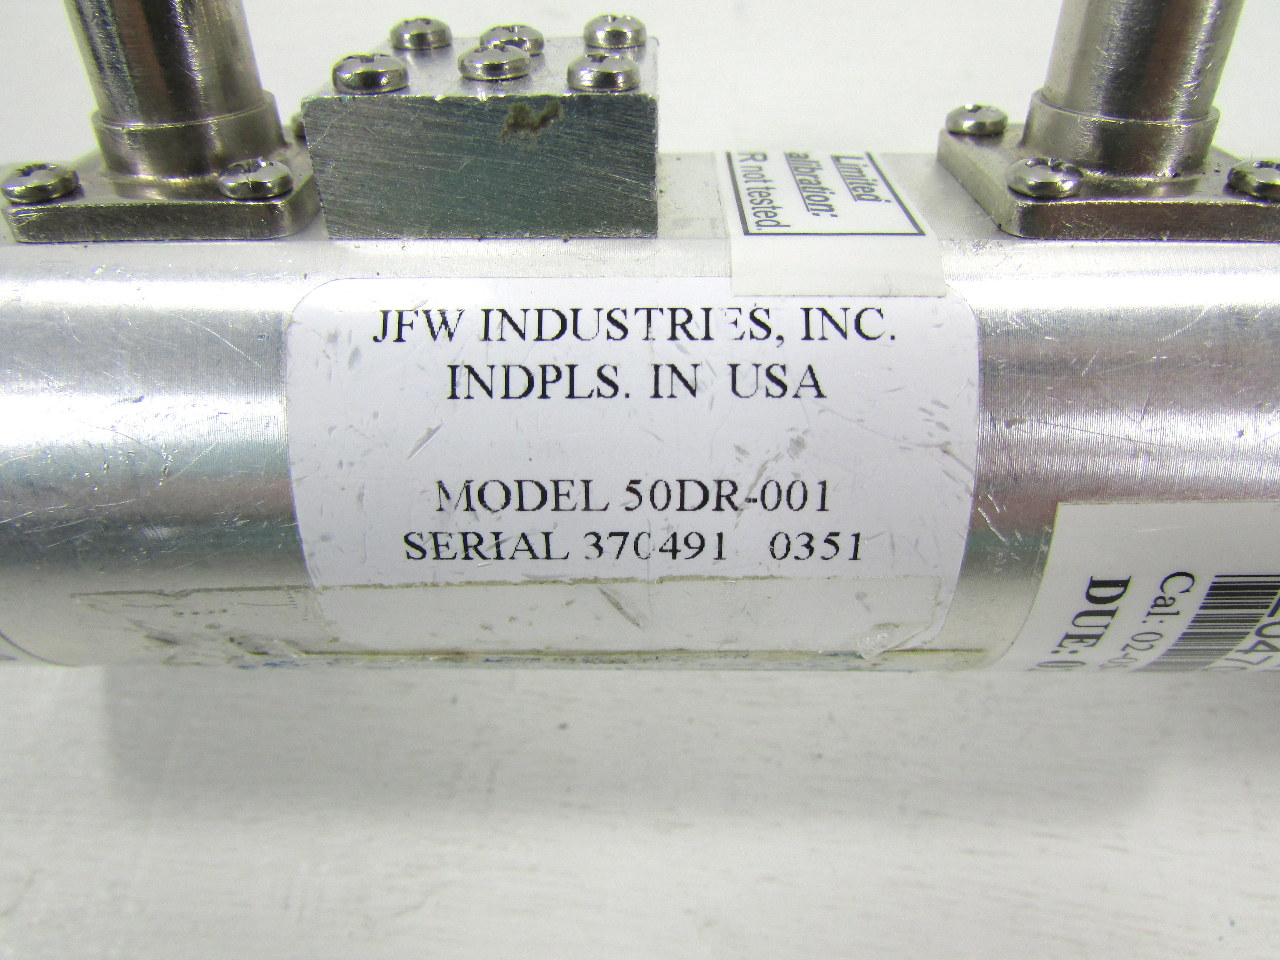 JFW INDUSTRIES, INC.
INDPLS. IN USA
MODEL 50DR-001
SERIAL 370491 0351
Limited
alibration:
R not tested.
Cal:
DUE: